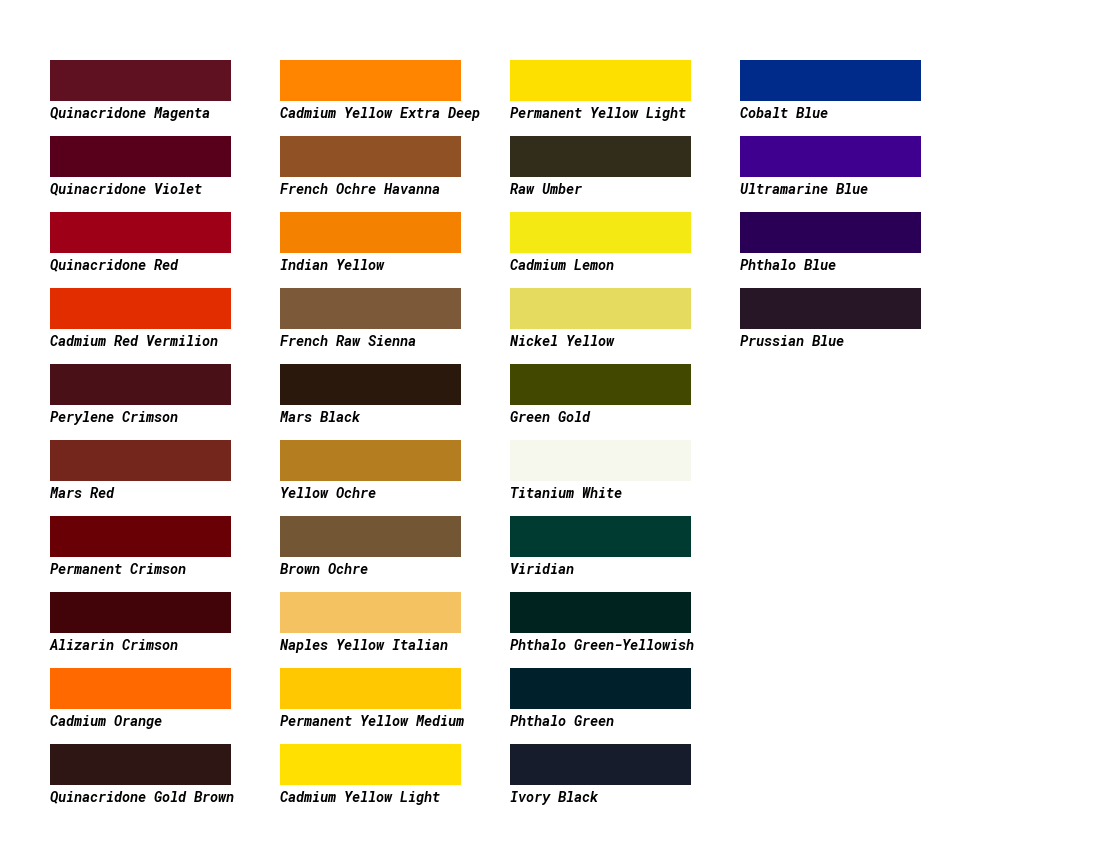 Quinacridone Magenta
Quinacridone Violet
Quinacridone Red
Cadmium Red Vermilion
Perylene Crimson
Mars Red
Permanent Crimson
Alizarin Crimson
Cadmium Orange
Quinacridone Gold Brown
Cadmium Yellow Extra Deep
French Ochre Havanna
Indian Yellow
French Raw Sienna
Mars Black
Yellow Ochre
Brown Ochre
Naples Yellow Italian
Permanent Yellow Medium
Cadmium Yellow Light
Permanent Yellow Light
Raw Umber
Cadmium Lemon
Nickel Yellow
Green Gold
Titanium White
Viridian
Phthalo Green-Yellowish
Phthalo Green
Ivory Black
Cobalt Blue
Ultramarine Blue
Phthalo Blue
Prussian Blue